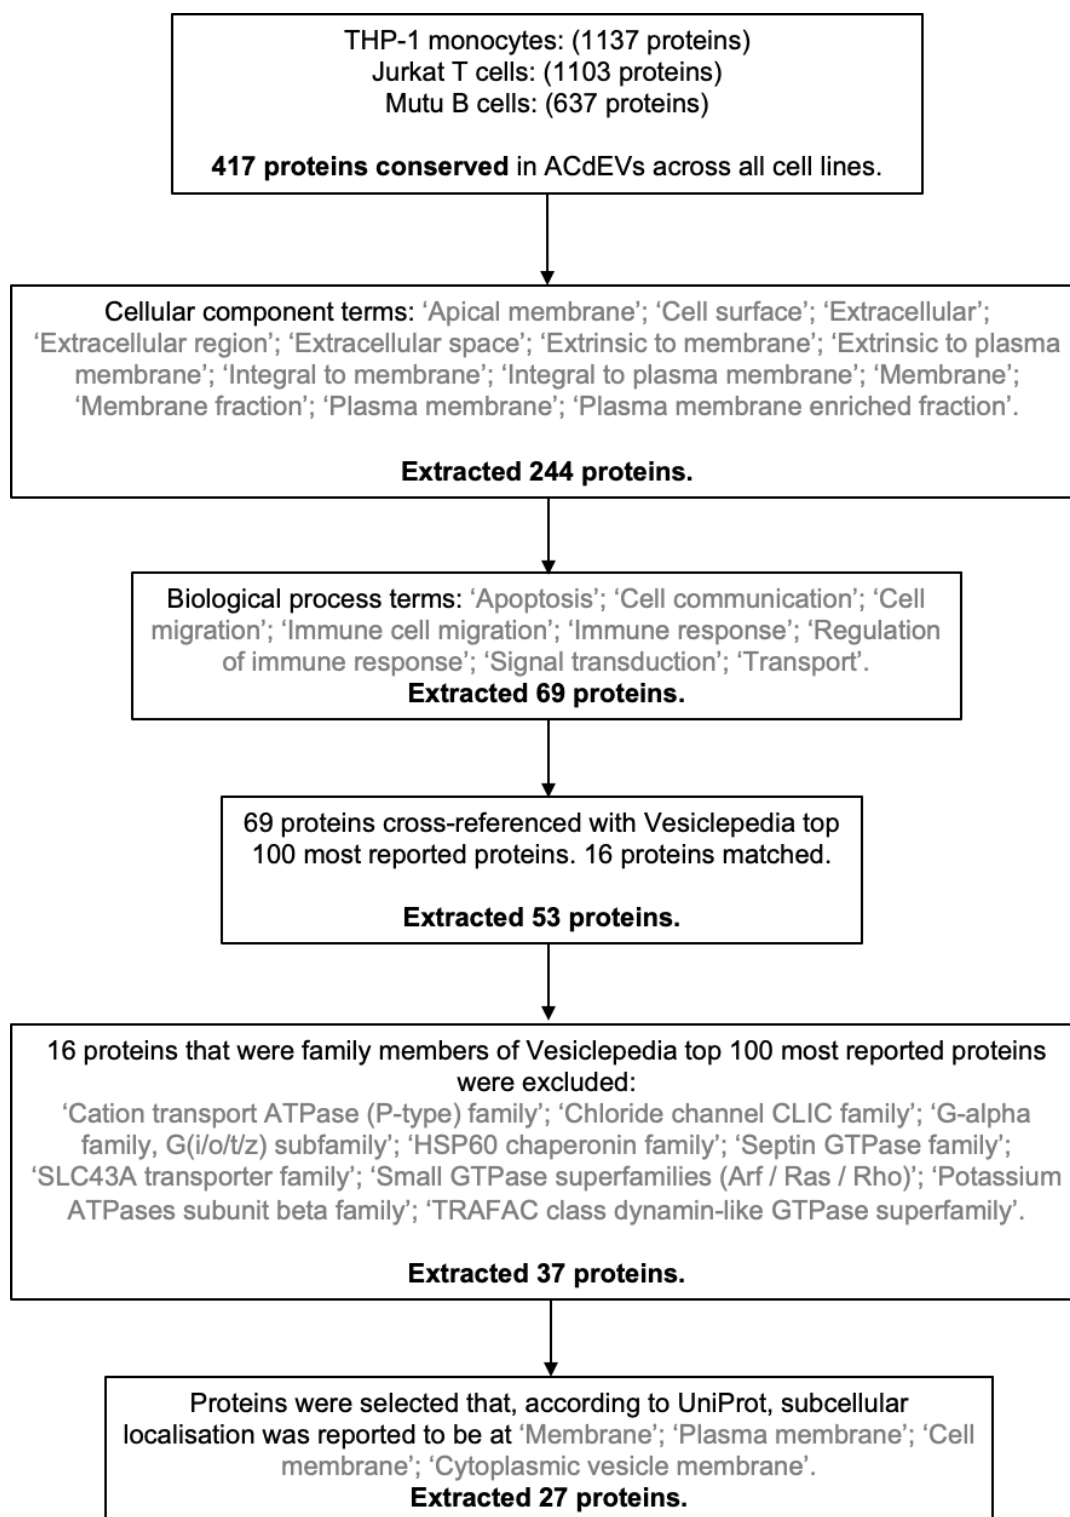 THP-1 monocytes: (1137 proteins)
Jurkat T cells: (1103 proteins)
Mutu B cells: (637 proteins)
417 proteins conserved in ACdEVs across all cell lines.
Cellular component terms: ‘Apical membrane’; ‘Cell surface’; ‘Extracellular’;
‘Extracellular region’; ‘Extracellular space’; ‘Extrinsic to membrane’; ‘Extrinsic to plasma
membrane’; ‘Integral to membrane’; ‘Integral to plasma membrane’; ‘Membrane’;
‘Membrane fraction’; ‘Plasma membrane’; ‘Plasma membrane enriched fraction’.
Extracted 244 proteins.
Biological process terms: ‘Apoptosis’; ‘Cell communication’; ‘Cell
migration’; ‘Immune cell migration’; ‘Immune response’; ‘Regulation
of immune response’; ‘Signal transduction’; ‘Transport’.
Extracted 69 proteins.
69 proteins cross-referenced with Vesiclepedia top
100 most reported proteins. 16 proteins matched.
Extracted 53 proteins.
16 proteins that were family members of Vesiclepedia top 100 most reported proteins
were excluded:
‘Cation transport ATPase (P-type) family’; ‘Chloride channel CLIC family’; ‘G-alpha
family, G(i/o/t/z) subfamily’; ‘HSP60 chaperonin family’; ‘Septin GTPase family’;
‘SLC43A transporter family’; ‘Small GTPase superfamilies (Arf / Ras / Rho)’; ‘Potassium
ATPases subunit beta family’; ‘TRAFAC class dynamin-like GTPase superfamily’.
Extracted 37 proteins.
Proteins were selected that, according to UniProt, subcellular
localisation was reported to be at ‘Membrane’; ‘Plasma membrane’; ‘Cell
membrane’; ‘Cytoplasmic vesicle membrane’.
Extracted 27 proteins.